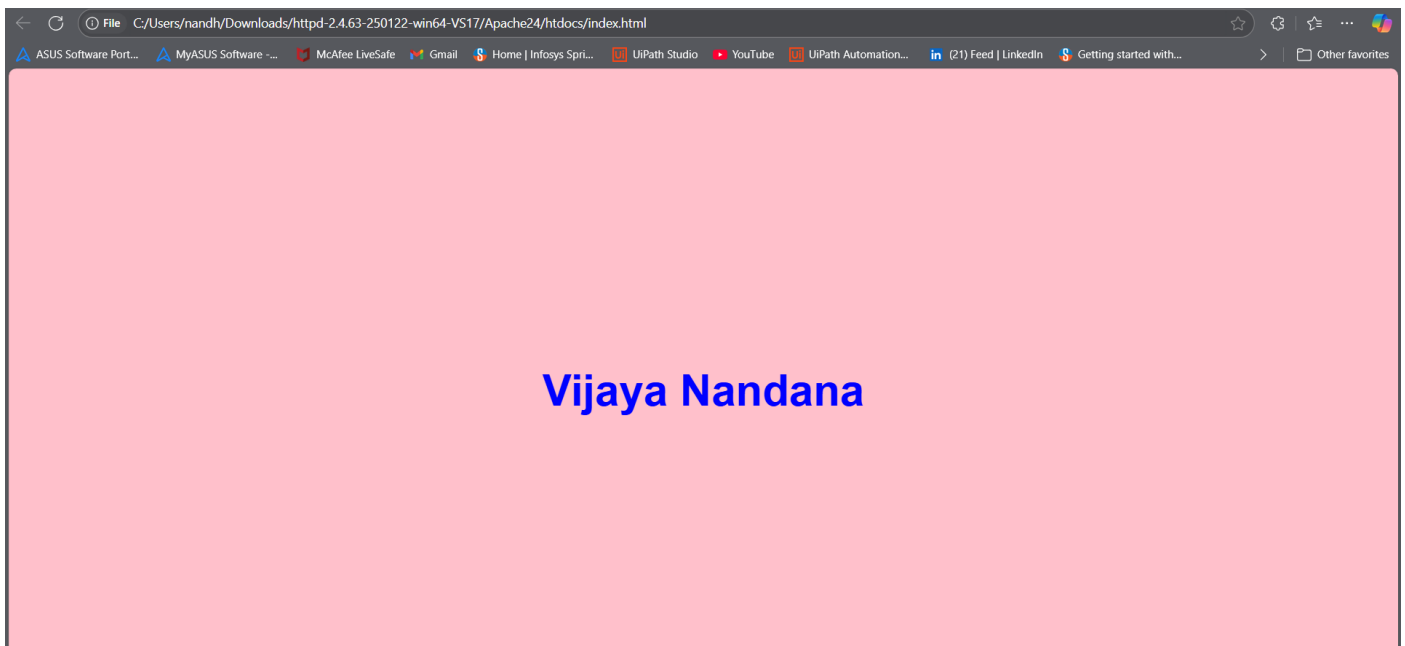 File C:/Users/nandh/Downloads/httpd-2.4.63-250122-win64-VS17/Apache24/htdocs/index.html
ASUS Software Port... MyASUS Software -... McAfee LiveSafe Gmail Home | Infosys Spri... UiPath Studio YouTube UiPath Automation... (21) Feed | LinkedIn Getting started with... Other favorites
Vijaya Nandana